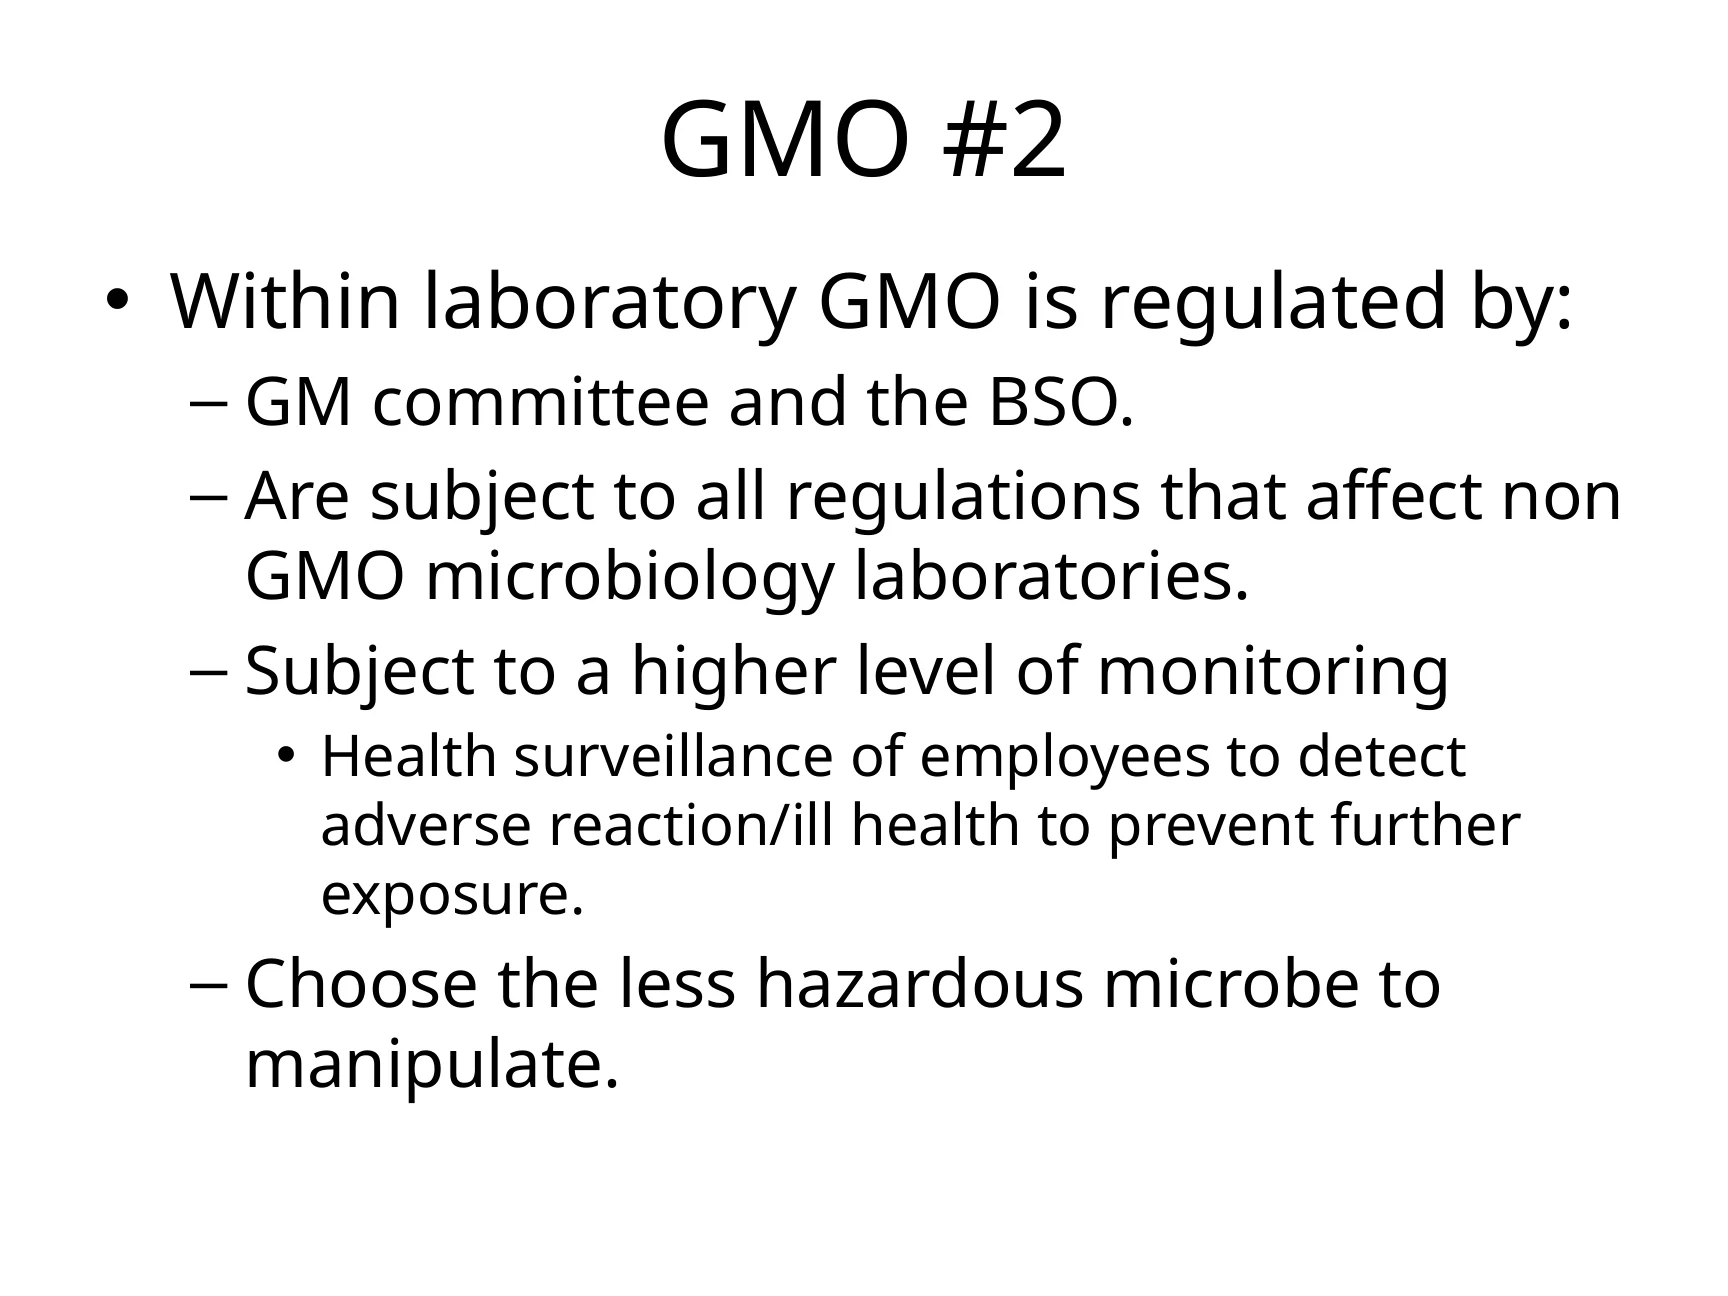 GMO #2
• Within laboratory GMO is regulated by:
– GM committee and the BSO.
– Are subject to all regulations that affect non
GMO microbiology laboratories.
– Subject to a higher level of monitoring
• Health surveillance of employees to detect
adverse reaction/ill health to prevent further
exposure.
– Choose the less hazardous microbe to
manipulate.